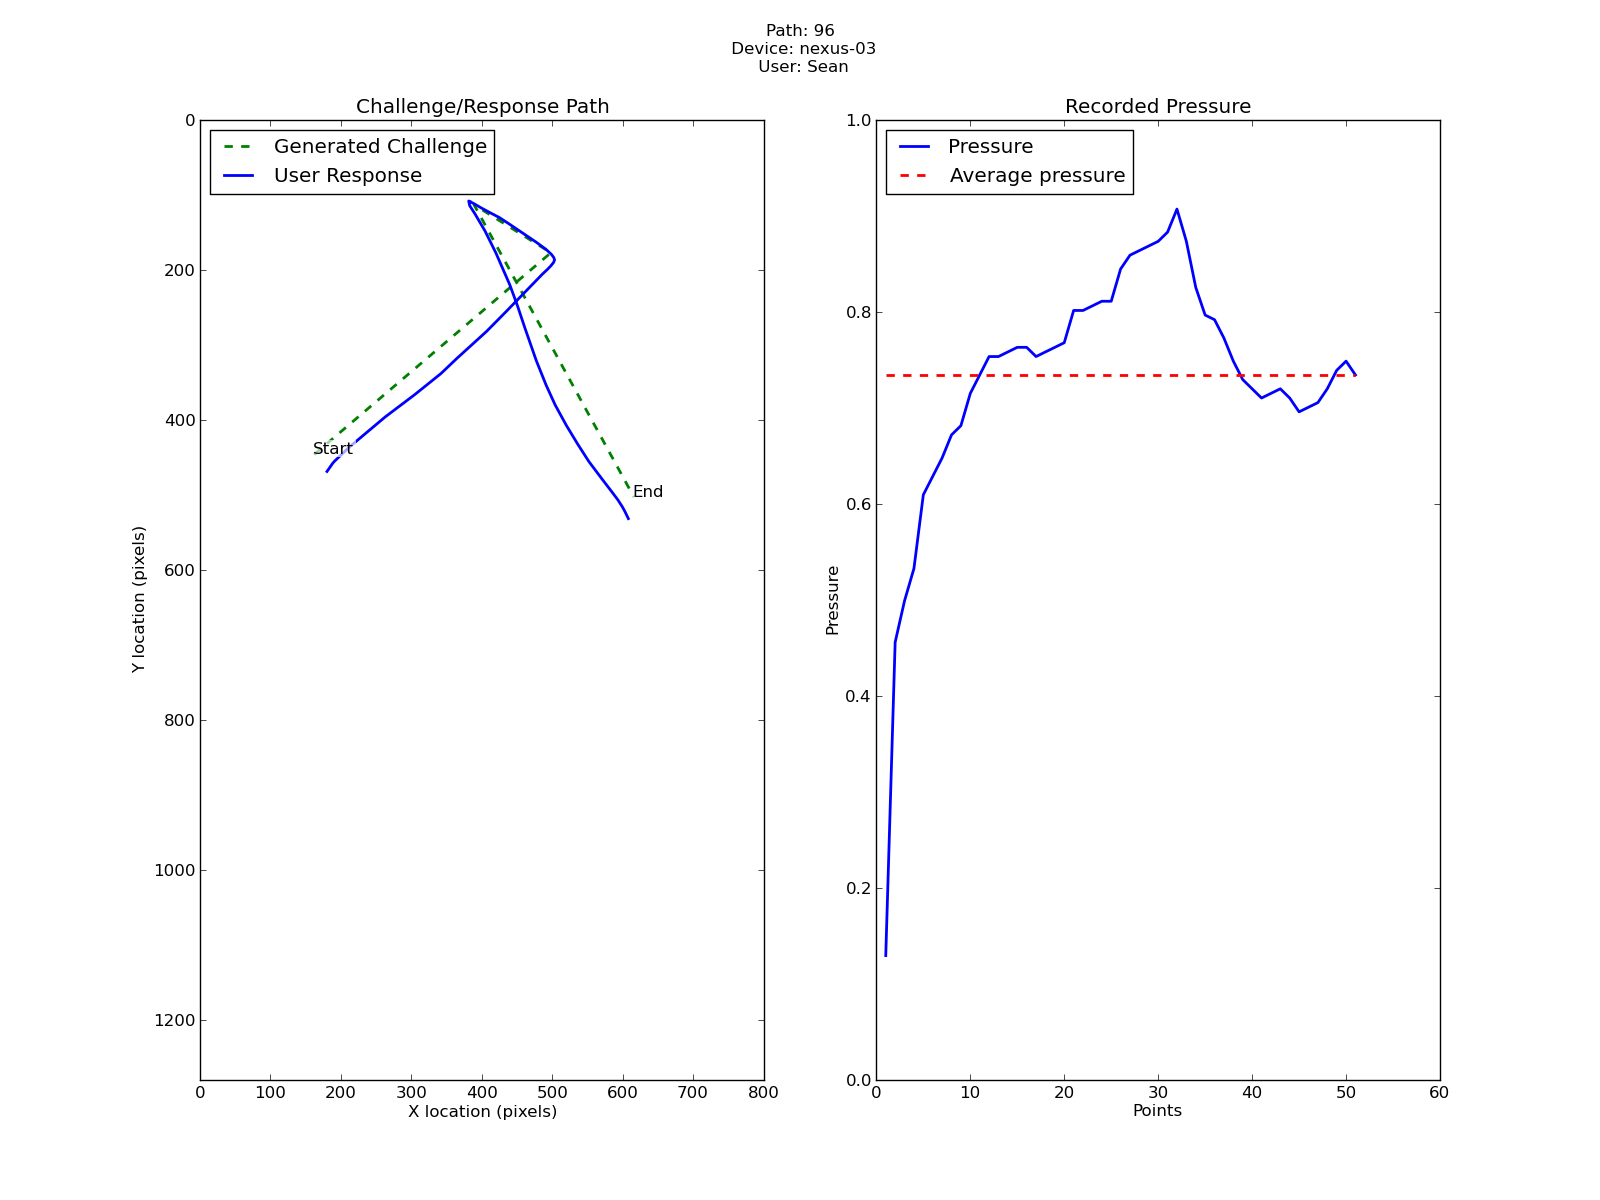 Path: 96
Device: nexus-03
User: Sean
Challenge/Response Path
Generated Challenge
User Response
Start
End
0
200
400
600
800
1000
1200
Y location (pixels)
0 100 200 300 400 500 600 700 800
X location (pixels)
Recorded Pressure
Pressure
Average pressure
1.0
0.8
0.6
0.4
0.2
0.0
Pressure
0 10 20 30 40 50 60
Points